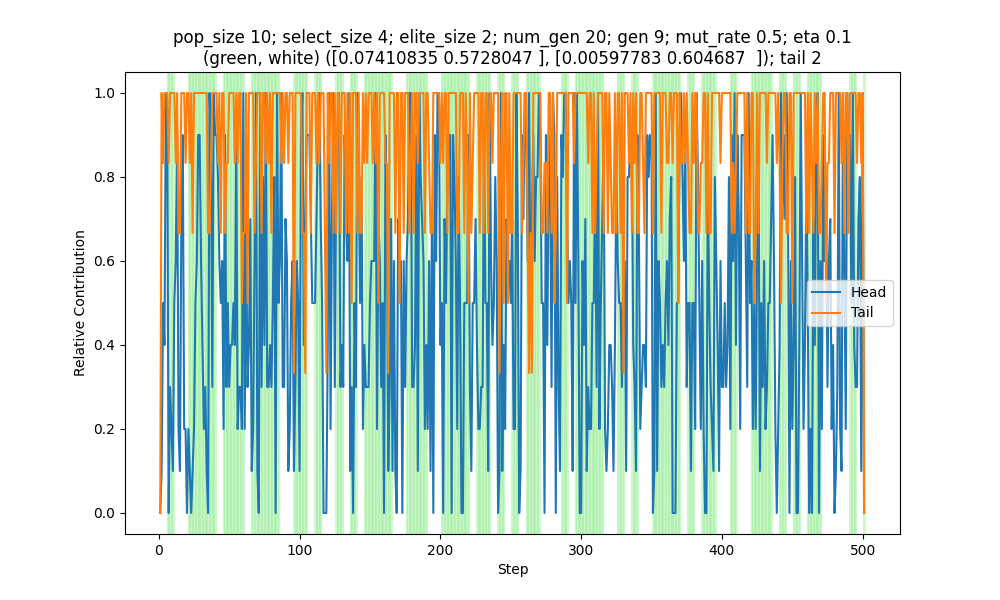 pop_size 10; select_size 4; elite_size 2; num_gen 20; gen 9; mut_rate 0.5; eta 0.1
(green, white) ([0.07410835 0.5728047 ], [0.00597783 0.604687  ]); tail 2
1.0
0.8
0.6
0.4
0.2
0.0
Relative Contribution
Head
Tail
0
100
200
300
400
500
Step